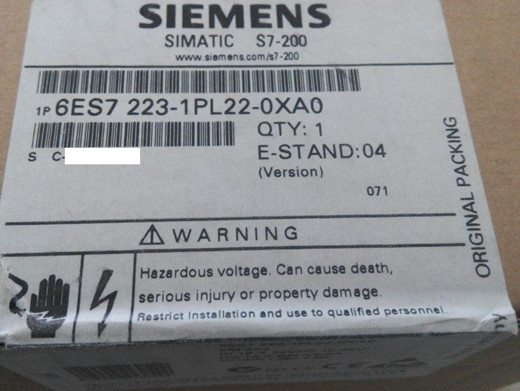 SIEMENS
SIMATIC S7-200
www.siemens.com/s7-200
1P 6ES7 223-1PL22-0XA0
QTY: 1
S C-
E-STAND:04
(Version)
071
ORIGINAL PACKING
WARNING
Hazardous voltage. Can cause death,
serious injury or property damage.
Restrict Installation and use to qualified personnel.